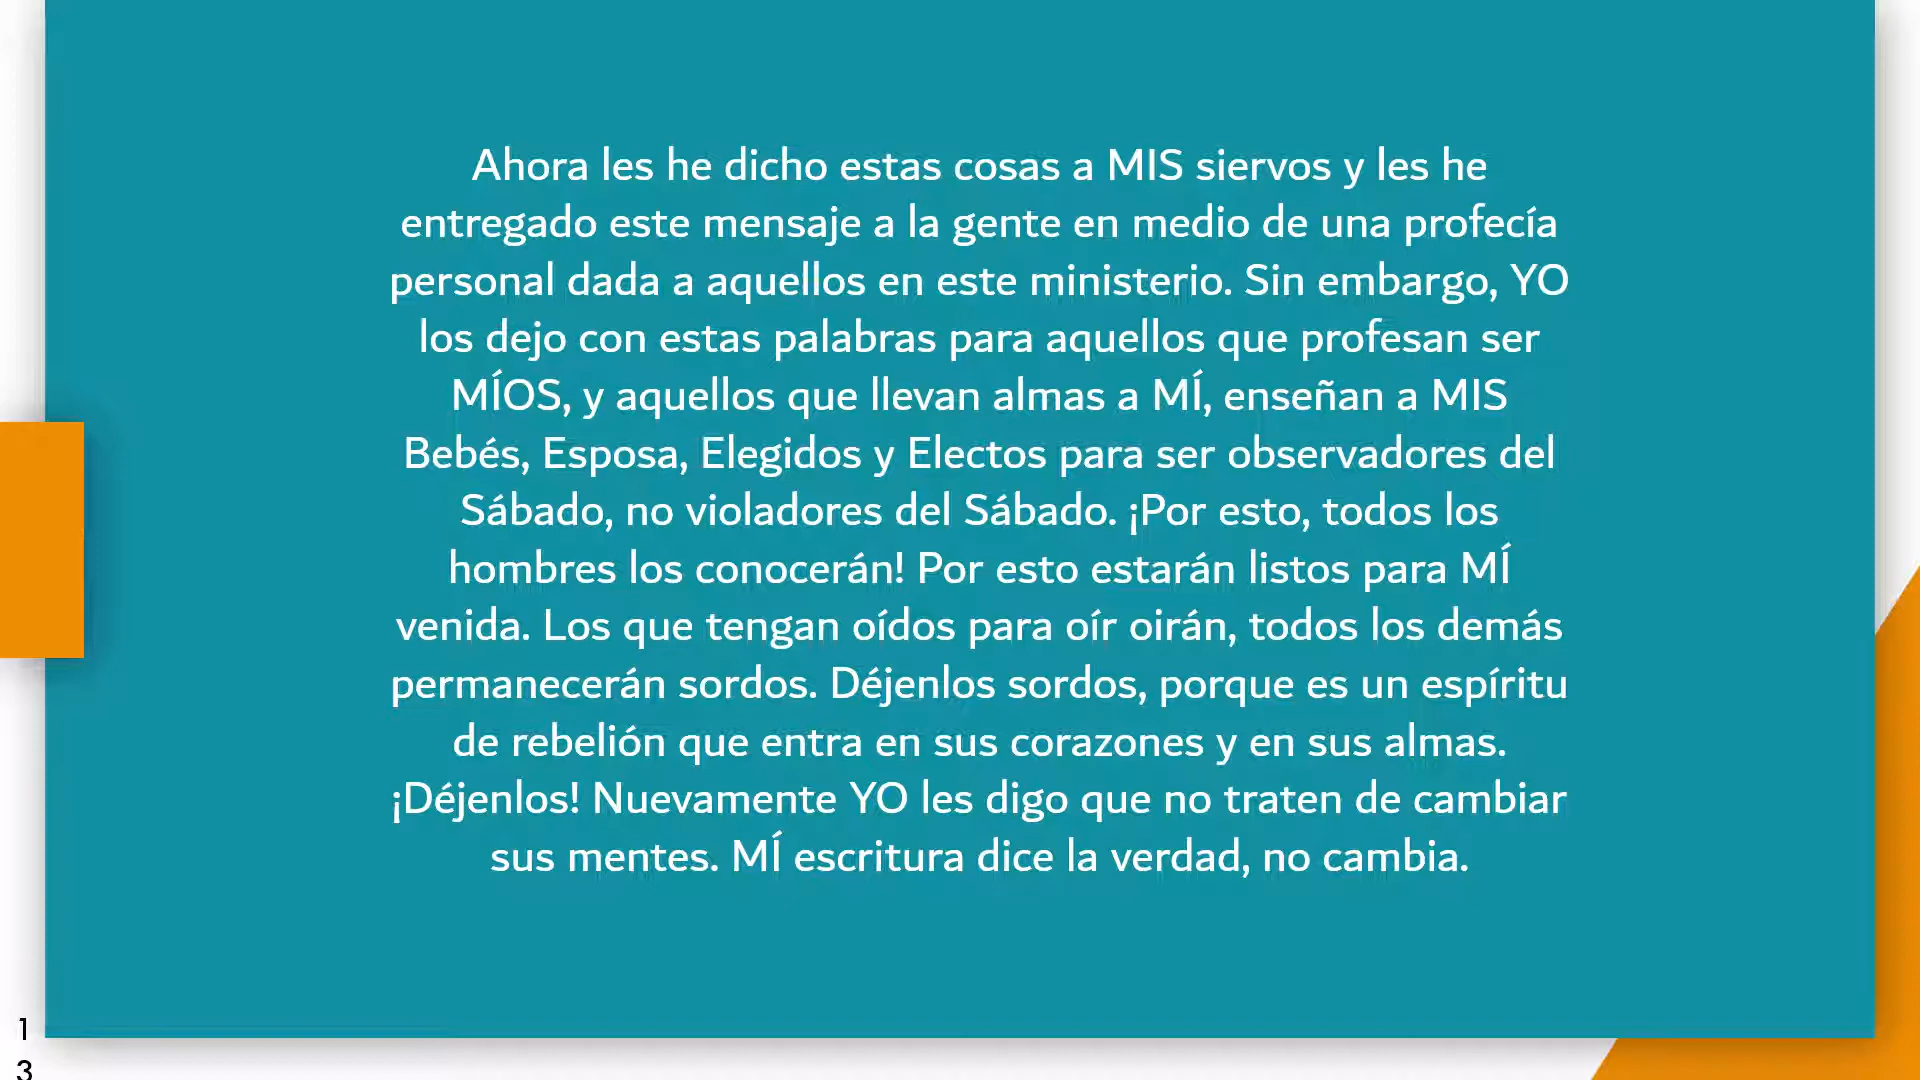 Ahora les he dicho estas cosas a MIS siervos y les he
entregado este mensaje a la gente en medio de una profecía
personal dada a aquellos en este ministerio. Sin embargo, YO
los dejo con estas palabras para aquellos que profesan ser
MÍOS, y aquellos que llevan almas a MÍ, enseñan a MIS
Bebés, Esposa, Elegidos y Electos para ser observadores del
Sábado, no violadores del Sábado. ¡Por esto, todos los
hombres los conocerán! Por esto estarán listos para MÍ
venida. Los que tengan oídos para oír oirán, todos los demás
permanecerán sordos. Déjenlos sordos, porque es un espíritu
de rebelión que entra en sus corazones y en sus almas.
¡Déjenlos! Nuevamente YO les digo que no traten de cambiar
sus mentes. MÍ escritura dice la verdad, no cambia.
1
3